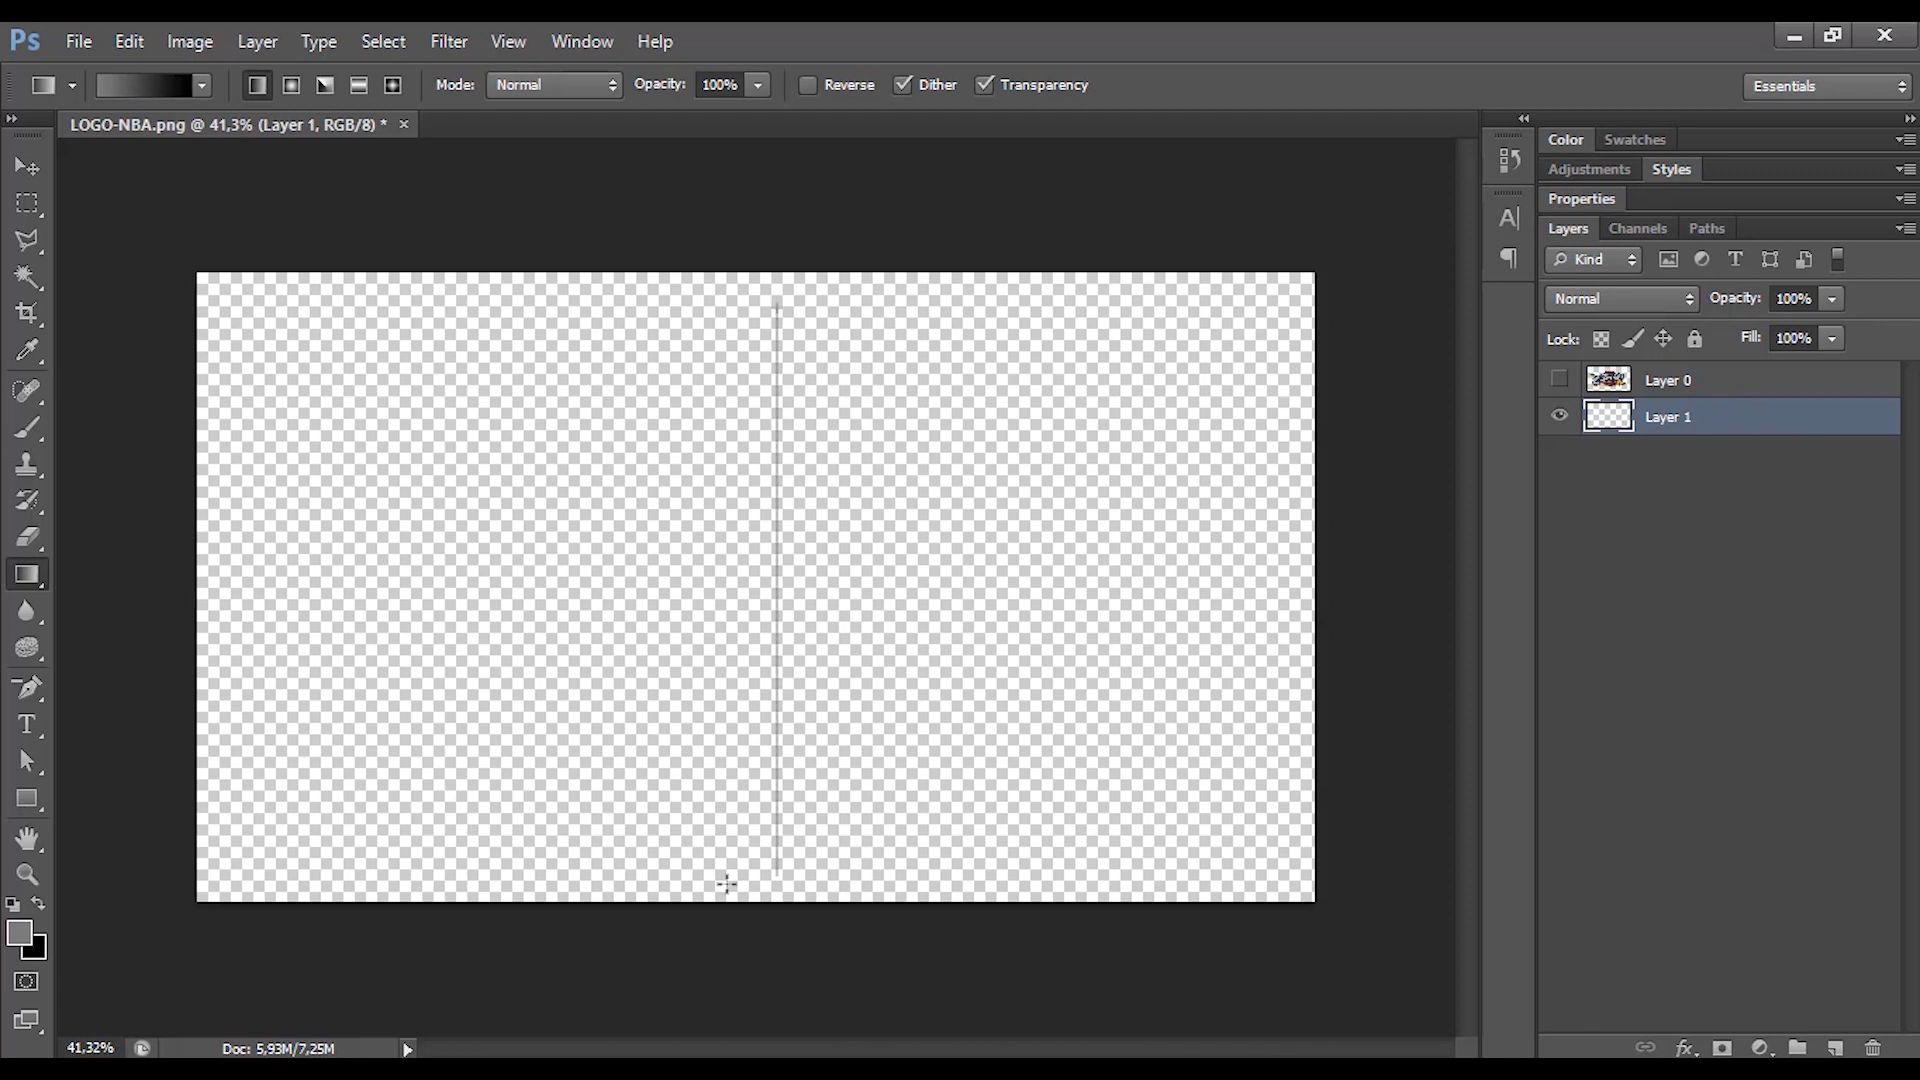 Ps File Edit Image Layer Type Select Filter View Window Help
Mode: Normal Opacity: 100% Reverse Dither Transparency Essentials
LOGO-NBA.png @ 41,3% (Layer 1, RGB/8) * ×
Color Swatches
Adjustments Styles
Properties
Layers Channels Paths
Kind
Normal Opacity: 100%
Lock: Fill: 100%
Layer 0
Layer 1
41,32% Doc: 5,93M/7,25M